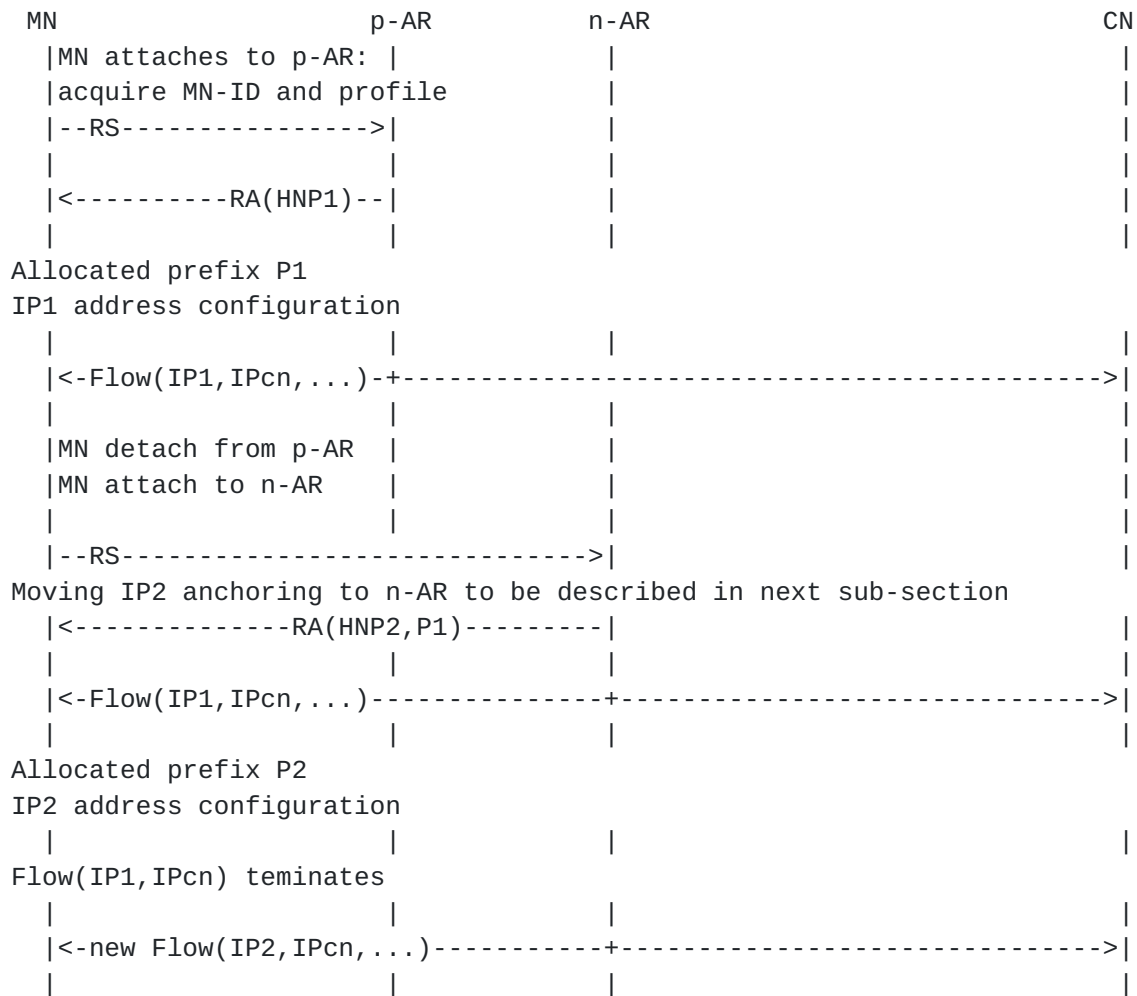 MN                    p-AR          n-AR                             CN
  |MN attaches to p-AR: |             |                                |
  |acquire MN-ID and profile          |                                |
  |--RS---------------->|             |                                |
  |                     |             |                                |
  |<----------RA(HNP1)--|             |                                |
  |                     |             |                                |
Allocated prefix P1
IP1 address configuration
  |                     |             |                                |
  |<-Flow(IP1,IPcn,...)-+--------------------------------------------->|
  |                     |             |                                |
  |MN detach from p-AR  |             |                                |
  |MN attach to n-AR    |             |                                |
  |                     |             |                                |
  |--RS------------------------------>|                                |
Moving IP2 anchoring to n-AR to be described in next sub-section
  |<--------------RA(HNP2,P1)---------|                                |
  |                     |             |                                |
  |<-Flow(IP1,IPcn,...)---------------+------------------------------->|
  |                     |             |                                |
Allocated prefix P2
IP2 address configuration
  |                     |             |                                |
Flow(IP1,IPcn) teminates
  |                     |             |                                |
  |<-new Flow(IP2,IPcn,...)-----------+------------------------------->|
  |                     |             |                                |